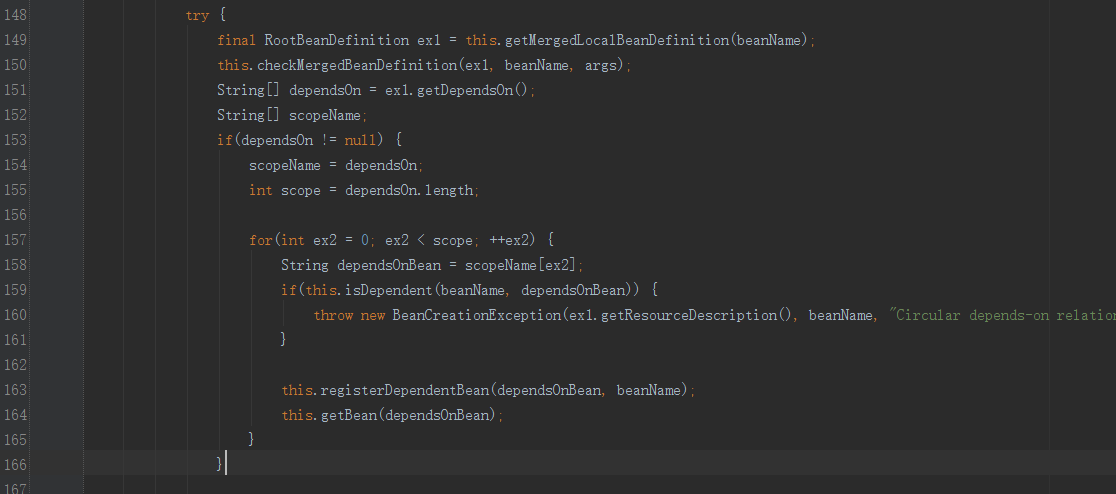 148 try {
149 final RootBeanDefinition ex1 = this.getMergedLocalBeanDefinition(beanName);
150 this.checkMergedBeanDefinition(ex1, beanName, args);
151 String[] dependsOn = ex1.getDependsOn();
152 String[] scopeName;
153 if(dependsOn != null) {
154 scopeName = dependsOn;
155 int scope = dependsOn.length;
156
157 for(int ex2 = 0; ex2 < scope; ++ex2) {
158 String dependsOnBean = scopeName[ex2];
159 if(this.isDependent(beanName, dependsOnBean)) {
160 throw new BeanCreationException(ex1.getResourceDescription(), beanName, "Circular depends-on relation
161 }
162
163 this.registerDependentBean(dependsOnBean, beanName);
164 this.getBean(dependsOnBean);
165 }
166 }
167